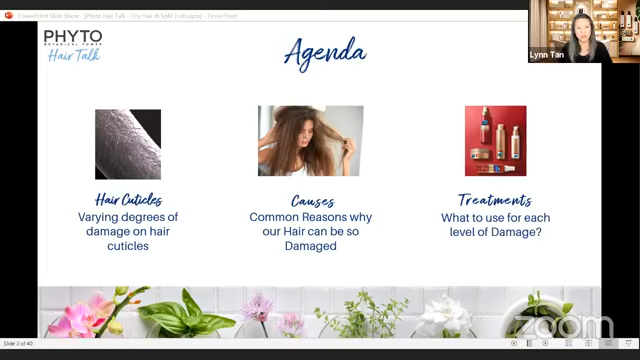 PowerPoint Slide Show - [Phyto Hair Talk - Dry Hair & Split Ends.pptx] - PowerPoint
PHYTO
BOTANICAL POWER
Hair Talk
Agenda
Lynn Tan
Hair Cuticles
Varying degrees of
damage on hair
cuticles
Causes
Common Reasons why
our Hair can be so
Damaged
Treatments
What to use for each
level of Damage?
Slide 3 of 40
zoom